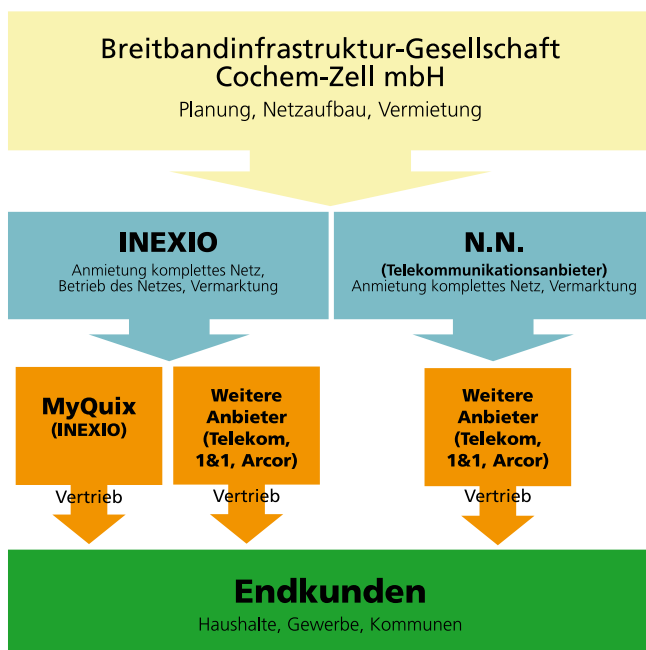 Breitbandinfrastruktur-Gesellschaft
Cochem-Zell mbH
Planung, Netzaufbau, Vermietung
INEXIO
Anmietung komplettes Netz,
Betrieb des Netzes, Vermarktung
N.N.
(Telekommunikationsanbieter)
Anmietung komplettes Netz, Vermarktung
MyQuix
(INEXIO)
Weitere
Anbieter
(Telekom,
1&1, Arcor)
Weitere
Anbieter
(Telekom,
1&1, Arcor)
Vertrieb
Vertrieb
Vertrieb
Endkunden
Haushalte, Gewerbe, Kommunen